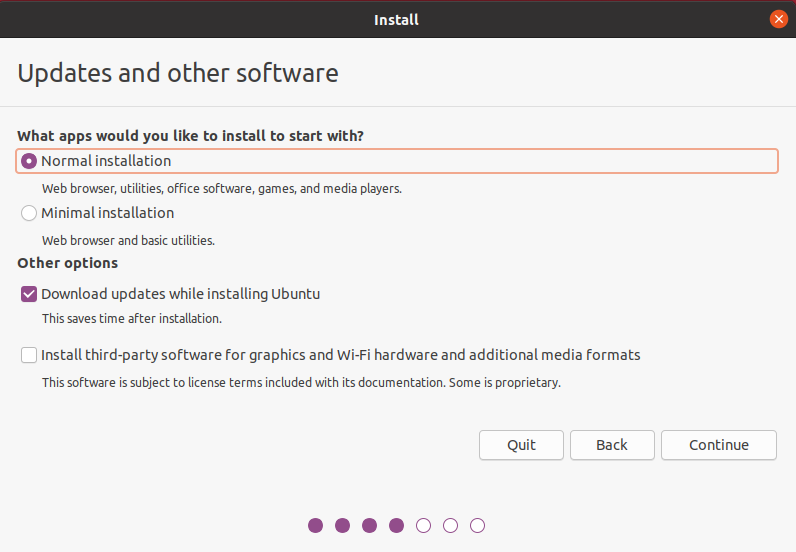 Install
Updates and other software
What apps would you like to install to start with?
Normal installation
Web browser, utilities, office software, games, and media players.
Minimal installation
Web browser and basic utilities.
Other options
Download updates while installing Ubuntu
This saves time after installation.
Install third-party software for graphics and Wi-Fi hardware and additional media formats
This software is subject to license terms included with its documentation. Some is proprietary.
Quit Back Continue